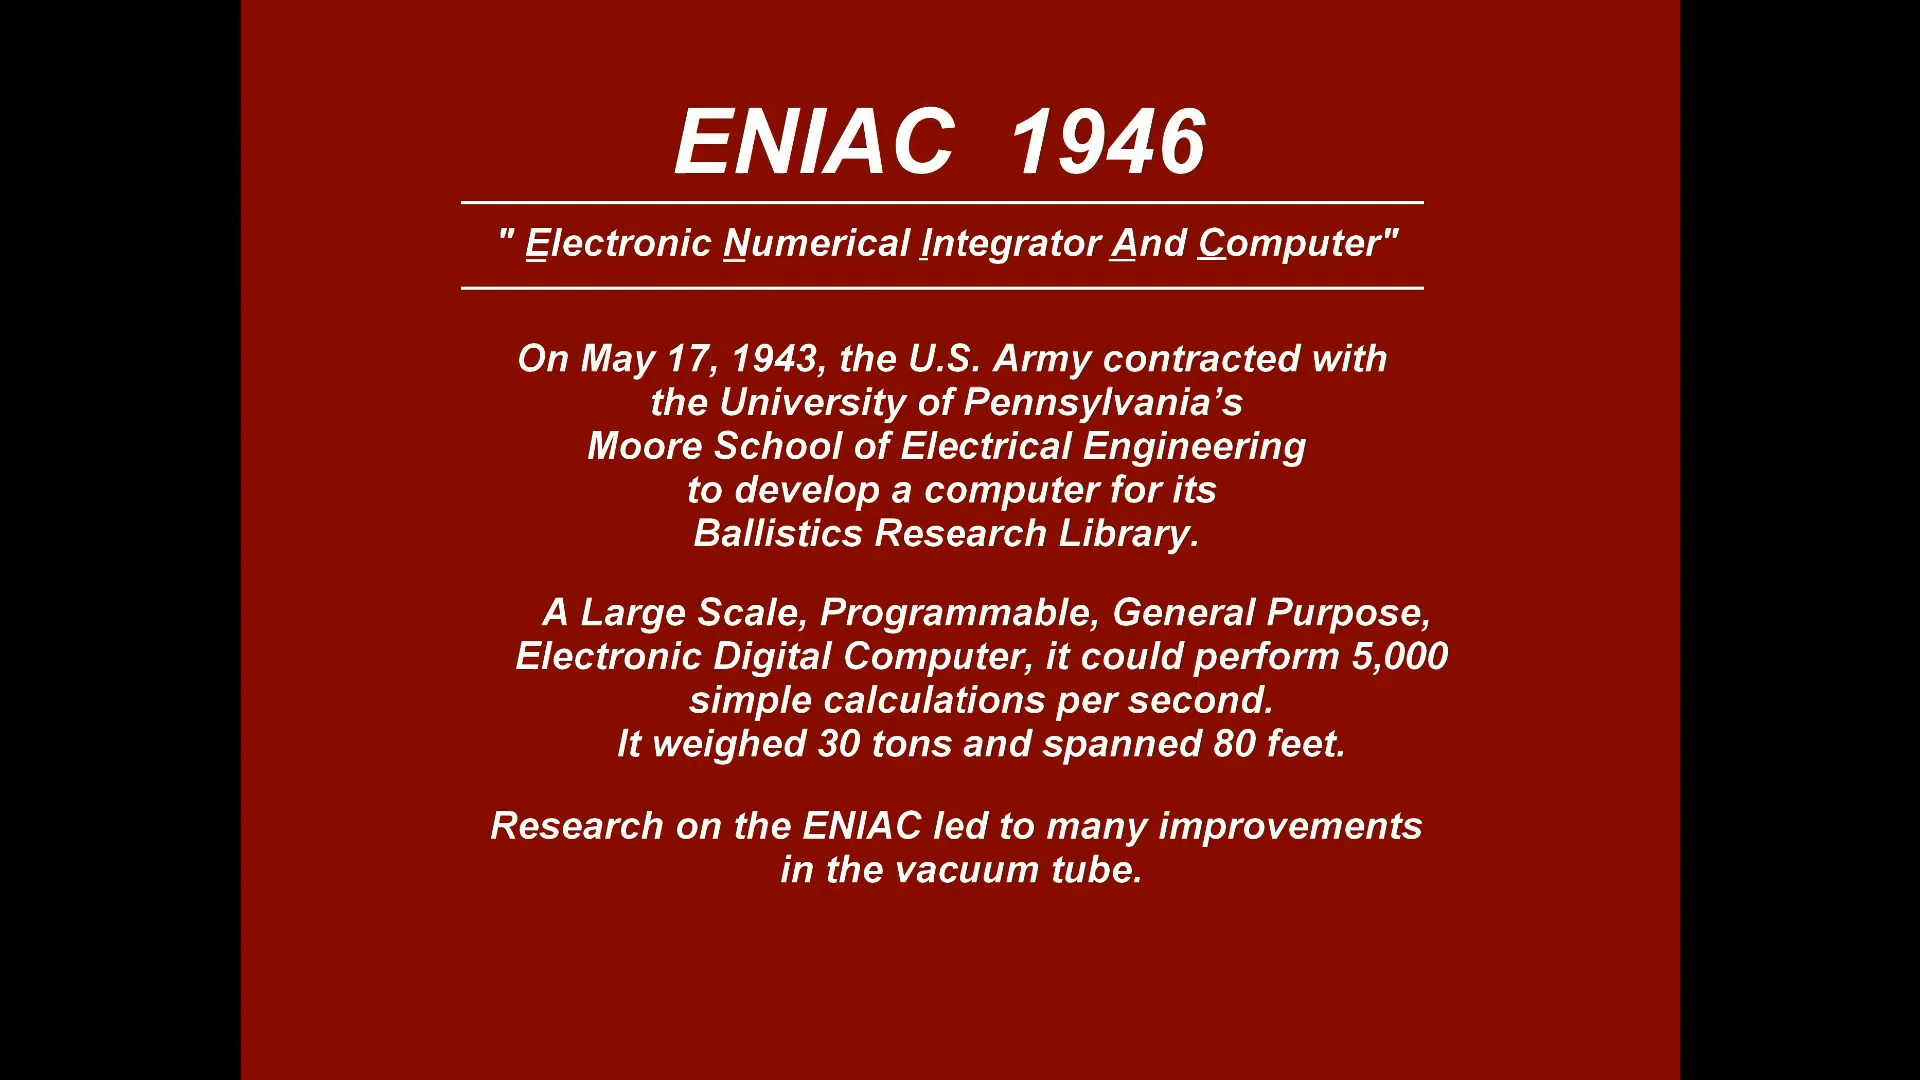 ENIAC 1946
" Electronic Numerical Integrator And Computer"
On May 17, 1943, the U.S. Army contracted with
the University of Pennsylvania’s
Moore School of Electrical Engineering
to develop a computer for its
Ballistics Research Library.
A Large Scale, Programmable, General Purpose,
Electronic Digital Computer, it could perform 5,000
simple calculations per second.
It weighed 30 tons and spanned 80 feet.
Research on the ENIAC led to many improvements
in the vacuum tube.